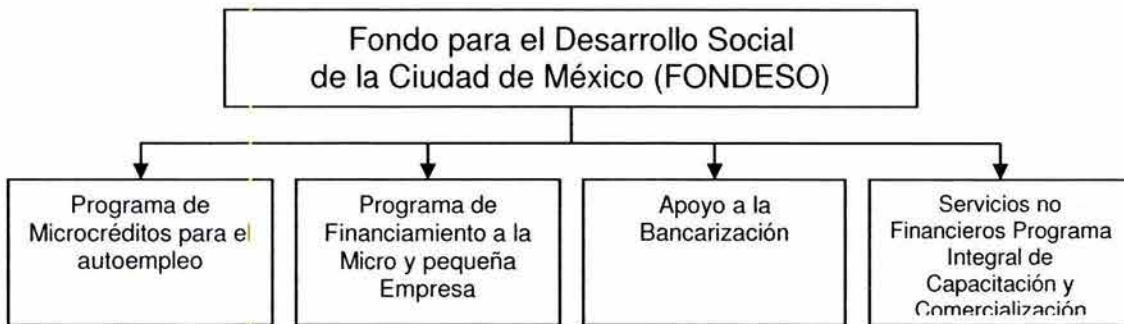 Fondo para el Desarrollo Social
de la Ciudad de México (FONDESO)
Programa de
Microcréditos para el
autoempleo
Programa de
Financiamiento a la
Micro y pequeña
Empresa
Apoyo a la
Bancarización
Servicios no
Financieros Programa
Integral de
Capacitación y
Comercialización